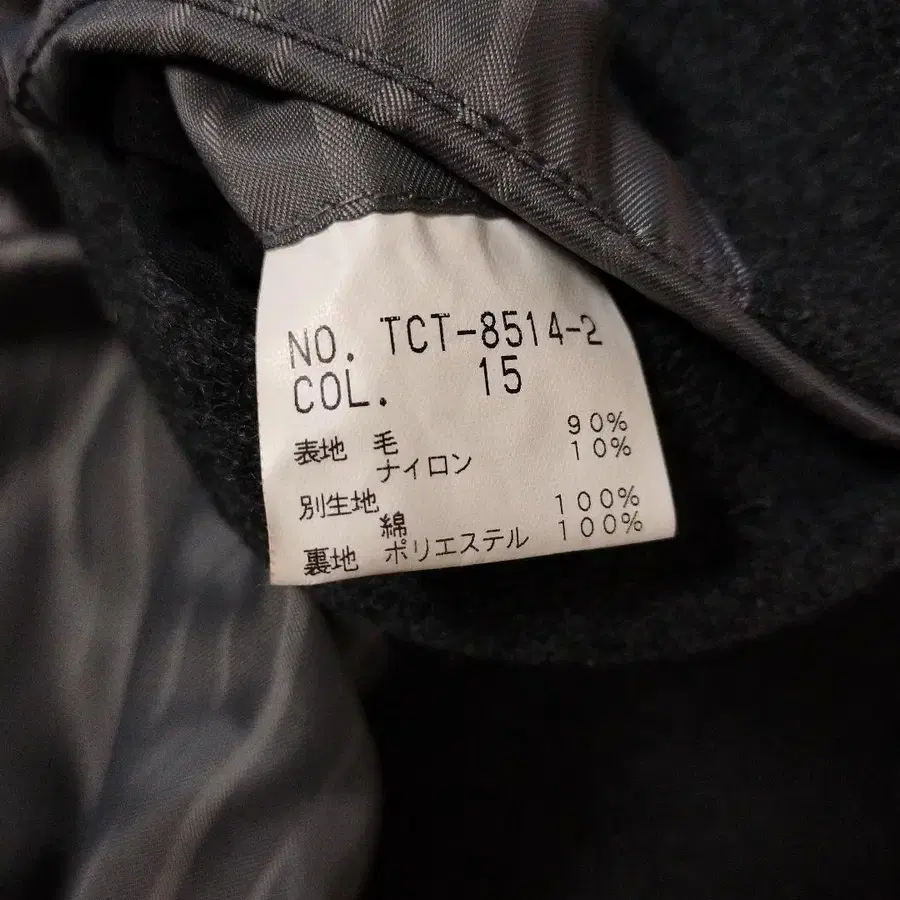 NO. TCT-8514-2
COL. 15
表地 毛 90%
ナイロン 10%
別生地
綿 100%
裏地 ポリエステル 100%